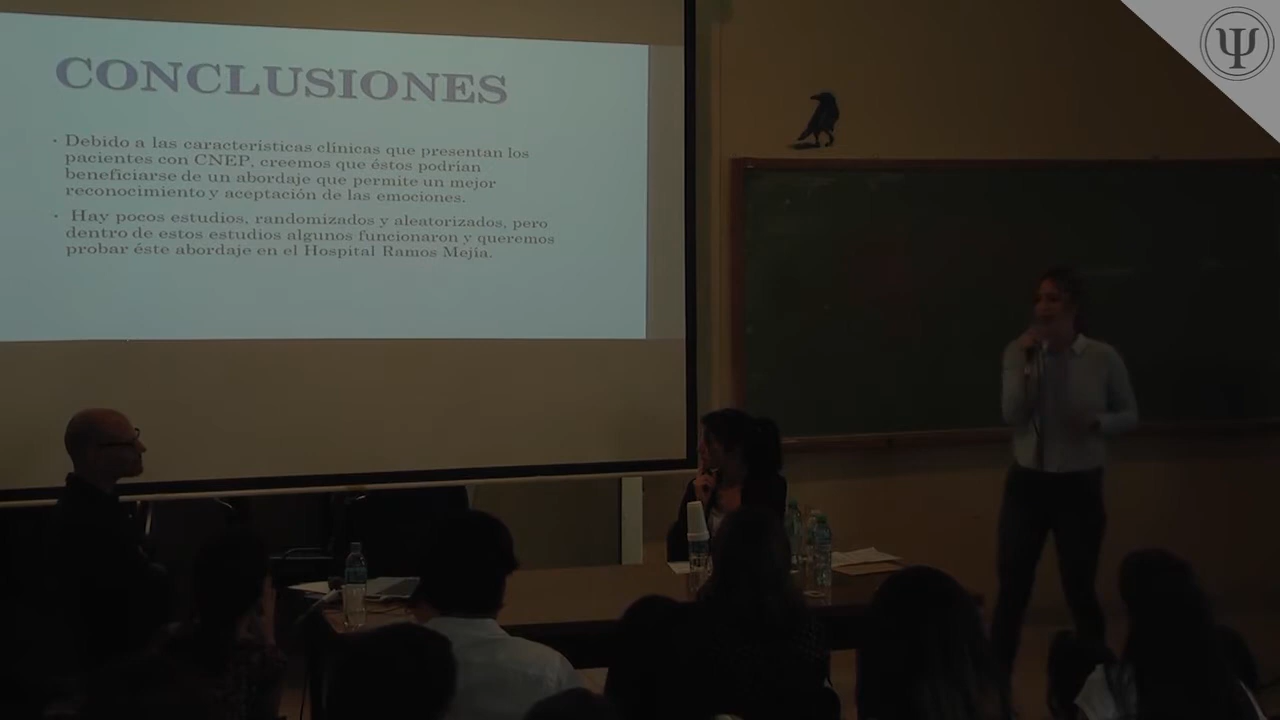 CONCLUSIONES
· Debido a las características clínicas que presentan los
pacientes con CNEP, creemos que éstos podrían
beneficiarse de un abordaje que permite un mejor
reconocimiento y aceptación de las emociones.
· Hay pocos estudios, randomizados y aleatorizados, pero
dentro de estos estudios algunos funcionaron y queremos
probar éste abordaje en el Hospital Ramos Mejía.
Ψ